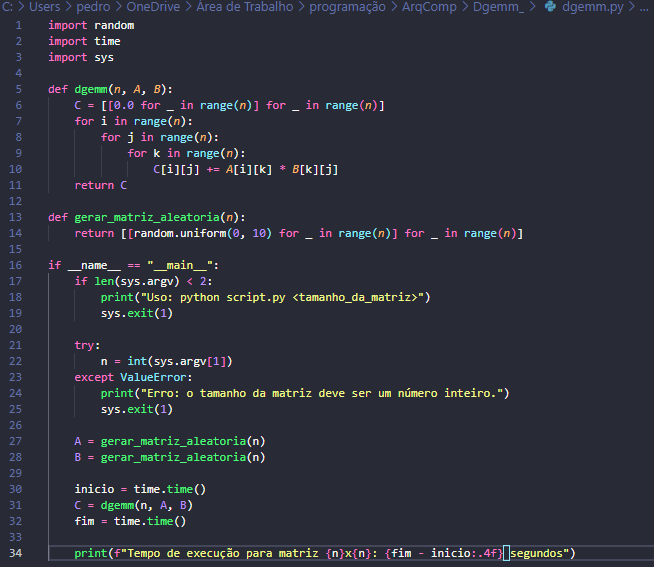 C: > Users > pedro > OneDrive > Área de Trabalho > programação > ArqComp > Dgemm_ > dgemm.py > ...
1 import random
2 import time
3 import sys
4
5 def dgemm(n, A, B):
6     C = [[0.0 for _ in range(n)] for _ in range(n)]
7     for i in range(n):
8         for j in range(n):
9             for k in range(n):
10                 C[i][j] += A[i][k] * B[k][j]
11     return C
12
13 def gerar_matriz_aleatoria(n):
14     return [[random.uniform(0, 10) for _ in range(n)] for _ in range(n)]
15
16 if __name__ == "__main__":
17     if len(sys.argv) < 2:
18         print("Uso: python script.py <tamanho_da_matriz>")
19         sys.exit(1)
20
21     try:
22         n = int(sys.argv[1])
23     except ValueError:
24         print("Erro: o tamanho da matriz deve ser um número inteiro.")
25         sys.exit(1)
26
27     A = gerar_matriz_aleatoria(n)
28     B = gerar_matriz_aleatoria(n)
29
30     inicio = time.time()
31     C = dgemm(n, A, B)
32     fim = time.time()
33
34     print(f"Tempo de execução para matriz {n}x{n}: {fim - inicio:.4f} segundos")